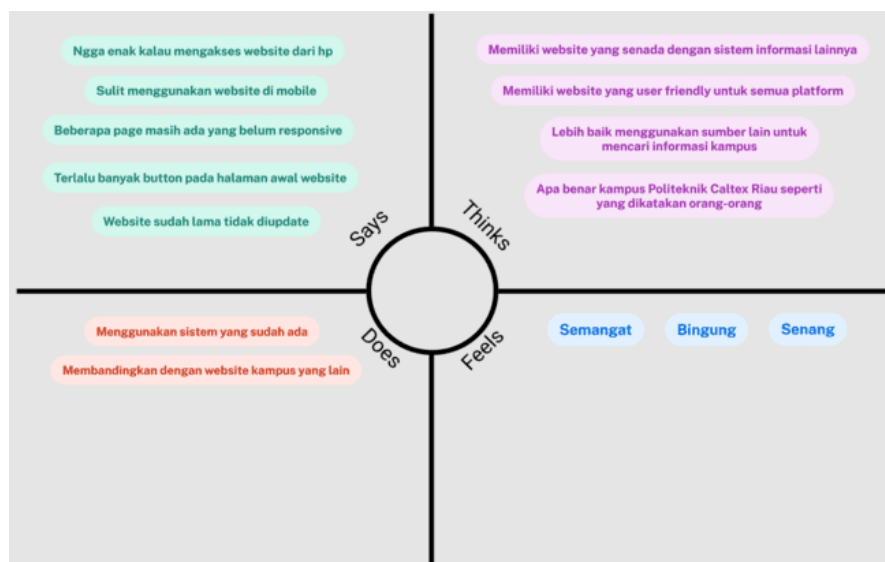 Ngga enak kalau mengakses website dari hp
Sulit menggunakan website di mobile
Beberapa page masih ada yang belum responsive
Terlalu banyak button pada halaman awal website
Website sudah lama tidak diupdate
Says
Memiliki website yang senada dengan sistem informasi lainnya
Memiliki website yang user friendly untuk semua platform
Lebih baik menggunakan sumber lain untuk
mencari informasi kampus
Apa benar kampus Politeknik Caltex Riau seperti
yang dikatakan orang-orang
Thinks
Menggunakan sistem yang sudah ada
Membandingkan dengan website kampus yang lain
Does
Semangat
Bingung
Senang
Feels